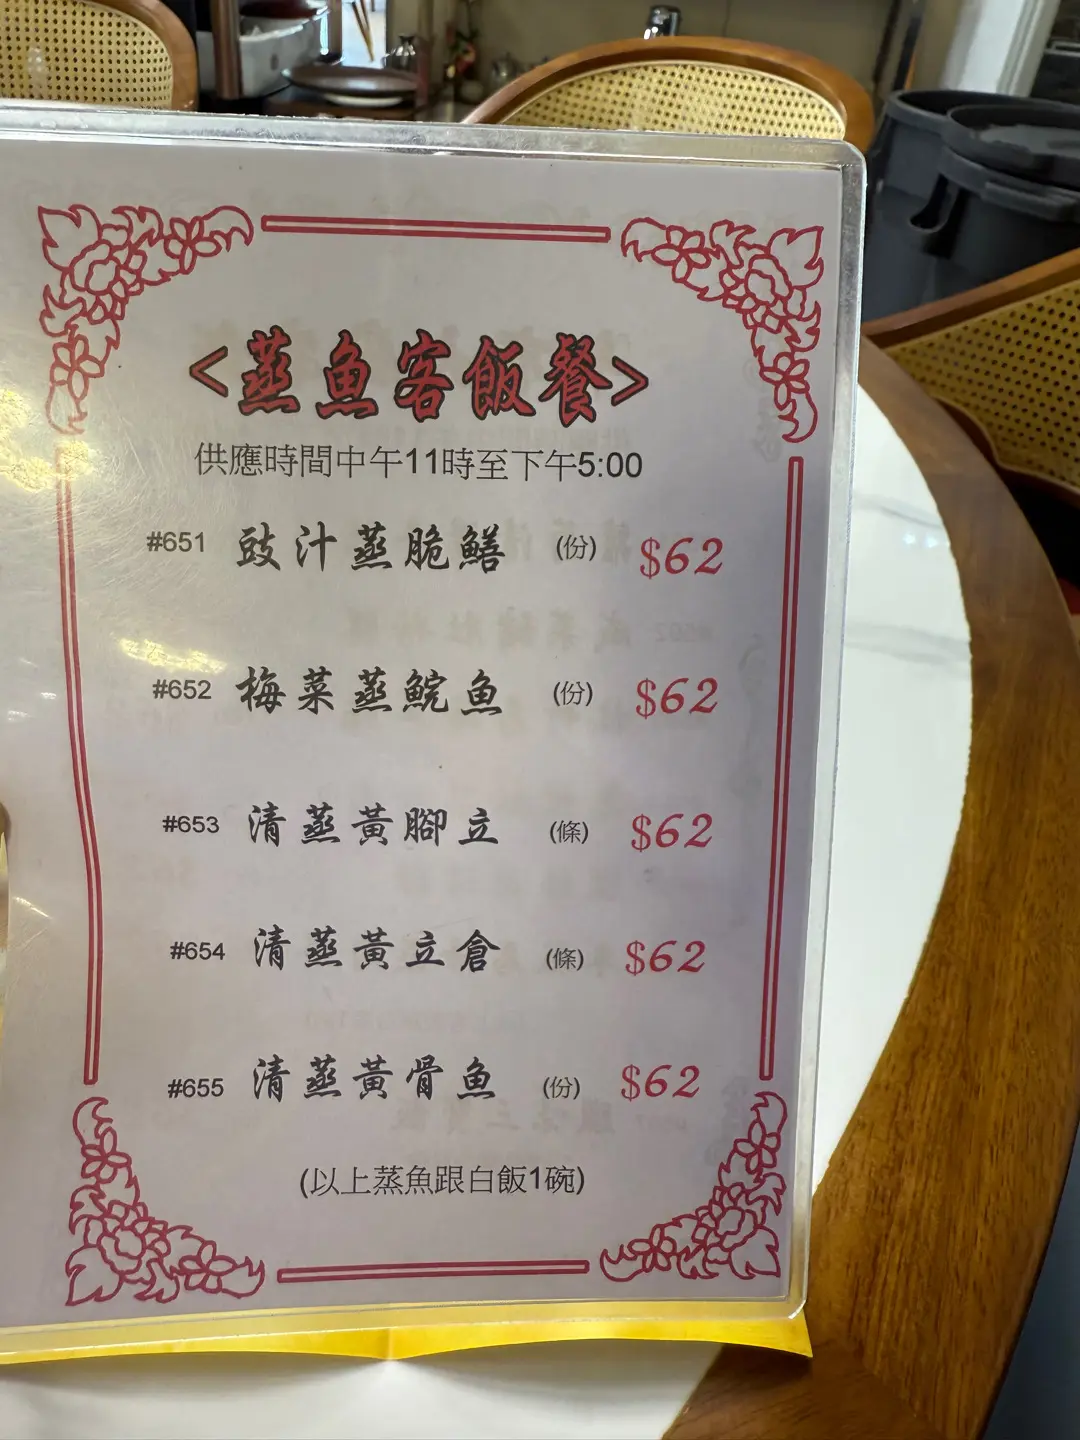 <蒸魚客飯餐>
供應時間中午11時至下午5:00
#651 豉汁蒸脆鱔 (份) $62
#652 梅菜蒸鯇魚 (份) $62
#653 清蒸黃腳立 (條) $62
#654 清蒸黃立倉 (條) $62
#655 清蒸黃骨魚 (份) $62
(以上蒸魚跟白飯1碗)